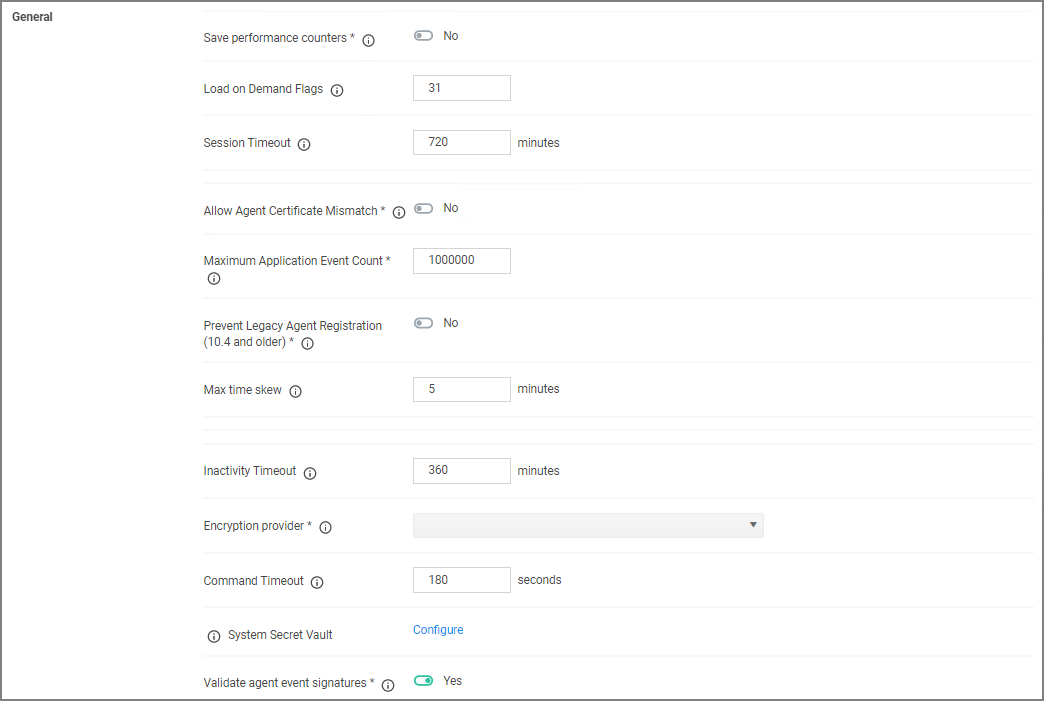 General
Save performance counters * No
Load on Demand Flags 31
Session Timeout 720 minutes
Allow Agent Certificate Mismatch * No
Maximum Application Event Count * 1000000
Prevent Legacy Agent Registration No
(10.4 and older) *
Max time skew 5 minutes
Inactivity Timeout 360 minutes
Encryption provider *
Command Timeout 180 seconds
System Secret Vault Configure
Validate agent event signatures * Yes